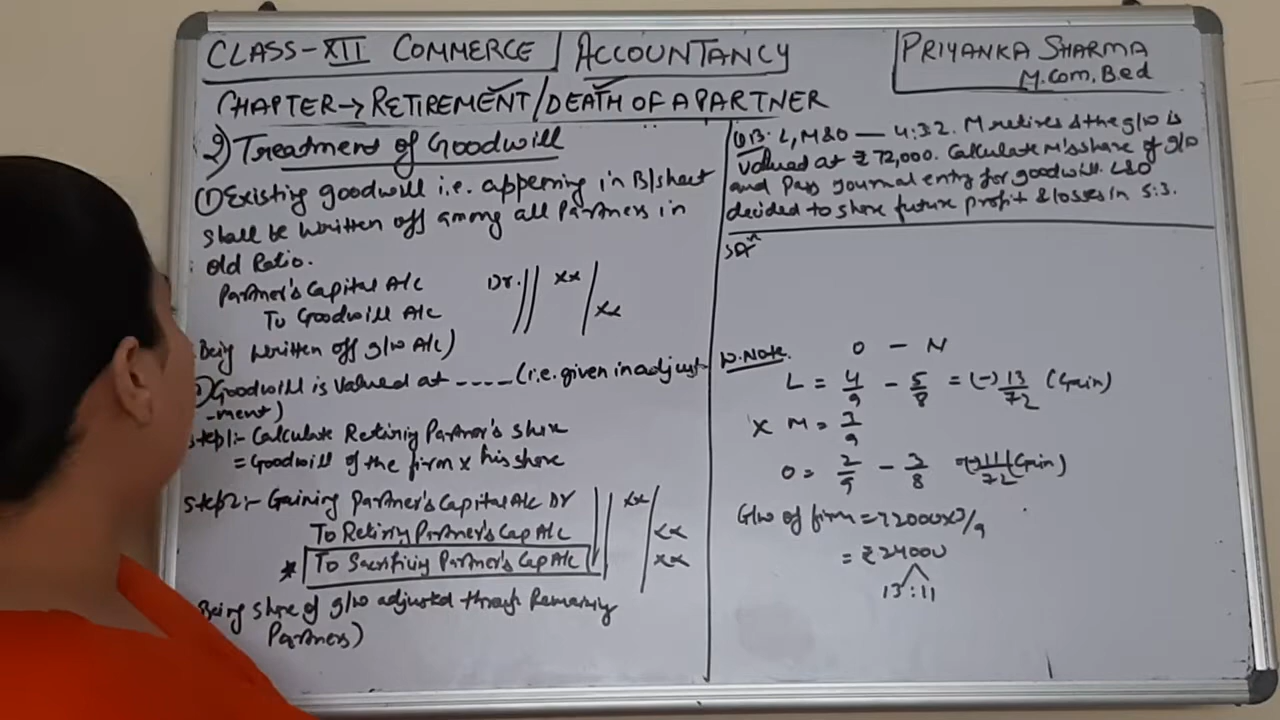 CLASS-XII COMMERCE | ACCOUNTANCY
PRIYANKA SHARMA
M.Com, B.ed
CHAPTER→ RETIREMENT/DEATH OF A PARTNER
2) Treatment of Goodwill
① Existing goodwill i.e. apperring in B/sheet
shall be written off among all Partners in
old Ratio.
Partner's Capital A/c Dr. xx
To Goodwill A/c xx
Being written off g/w A/c)
Goodwill is valued at ---- (i.e. given in adjust-
-ment)
Step1:- Calculate Retiring Partner's share
= Goodwill of the firm x his share
Step2:- Gaining Partner's Capital A/c Dr xx
To Retiring Partner's Cap A/c xx
* To Sacrificing Partner's Cap A/c xx
Being share of g/w adjusted through Remaining
Partners)
L, M & O — 4:3:2. M retires & the g/w is
valued at ₹ 72,000. Calculate M's share of g/w
and Pass journal entry for goodwill. L&O
decided to share future profit & losses in 5:3.
Solⁿ
W.Note. O - N
L = 4/9 - 5/8 = (-) 13/72 (Gain)
x M = 3/9
O = 2/9 - 3/8 = (-) 11/72 (Gain)
G/w of firm = 72000 x 3/9
= ₹ 24000
13:11